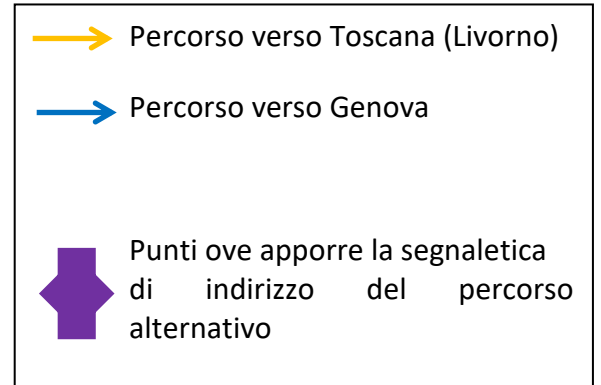 Percorso verso Toscana (Livorno)
Percorso verso Genova
Punti ove apporre la segnaletica
di indirizzo del percorso
alternativo